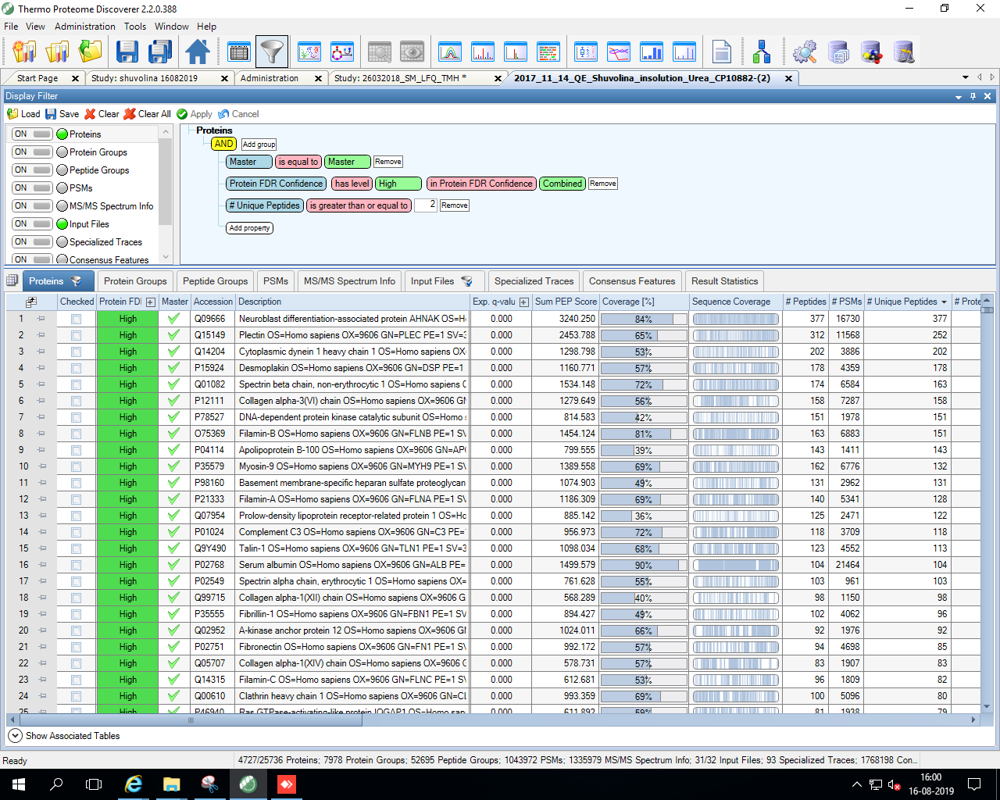 Thermo Proteome Discoverer 2.2.0.388
File View Administration Tools Window Help
Start Page Study: shuvolina 16082019 Administration Study: 26032018_SM_LFQ_TMH * 2017_11_14_QE_Shuvolina_insolution_Urea_CP10882-(2)
Display Filter
Load Save Clear Clear All Apply Cancel
ON Proteins
ON Protein Groups
ON Peptide Groups
ON PSMs
ON MS/MS Spectrum Info
ON Input Files
ON Specialized Traces
ON Consensus Features
Proteins
AND Add group
Master is equal to Master Remove
Protein FDR Confidence has level High in Protein FDR Confidence Combined Remove
# Unique Peptides is greater than or equal to 2 Remove
Add property
Proteins Protein Groups Peptide Groups PSMs MS/MS Spectrum Info Input Files Specialized Traces Consensus Features Result Statistics
Checked Protein FDI Master Accession Description Exp. q-valu Sum PEP Score Coverage [%] Sequence Coverage # Peptides # PSMs # Unique Peptides # Prote
1 High Q09666 Neuroblast differentiation-associated protein AHNAK OS=H 0.000 3240.250 84% 377 16730 377
2 High Q15149 Plectin OS=Homo sapiens OX=9606 GN=PLEC PE=1 SV=3 0.000 2453.788 65% 312 11568 252
3 High Q14204 Cytoplasmic dynein 1 heavy chain 1 OS=Homo sapiens OX 0.000 1298.798 53% 202 3886 202
4 High P15924 Desmoplakin OS=Homo sapiens OX=9606 GN=DSP PE=1 0.000 1160.771 57% 178 4359 178
5 High Q01082 Spectrin beta chain, non-erythrocytic 1 OS=Homo sapiens 0.000 1534.148 72% 174 6584 163
6 High P12111 Collagen alpha-3(VI) chain OS=Homo sapiens OX=9606 GN 0.000 1279.649 56% 158 7287 158
7 High P78527 DNA-dependent protein kinase catalytic subunit OS=Homo 0.000 814.583 42% 151 1978 151
8 High O75369 Filamin-B OS=Homo sapiens OX=9606 GN=FLNB PE=1 SV 0.000 1454.124 81% 163 6883 151
9 High P04114 Apolipoprotein B-100 OS=Homo sapiens OX=9606 GN=AP 0.000 799.555 39% 143 1411 143
10 High P35579 Myosin-9 OS=Homo sapiens OX=9606 GN=MYH9 PE=1 SV 0.000 1389.558 69% 162 6776 132
11 High P98160 Basement membrane-specific heparan sulfate proteoglycan 0.000 1074.903 49% 131 2962 131
12 High P21333 Filamin-A OS=Homo sapiens OX=9606 GN=FLNA PE=1 SV 0.000 1186.309 69% 140 5341 128
13 High Q07954 Prolow-density lipoprotein receptor-related protein 1 OS=H 0.000 885.142 36% 125 2471 122
14 High P01024 Complement C3 OS=Homo sapiens OX=9606 GN=C3 PE= 0.000 956.973 72% 118 3709 118
15 High Q9Y490 Talin-1 OS=Homo sapiens OX=9606 GN=TLN1 PE=1 SV=3 0.000 1098.034 68% 123 4552 113
16 High P02768 Serum albumin OS=Homo sapiens OX=9606 GN=ALB PE= 0.000 1499.579 90% 104 21464 104
17 High P02549 Spectrin alpha chain, erythrocytic 1 OS=Homo sapiens OX= 0.000 761.628 55% 103 961 103
18 High Q99715 Collagen alpha-1(XII) chain OS=Homo sapiens OX=9606 G 0.000 568.289 40% 98 1150 98
19 High P35555 Fibrillin-1 OS=Homo sapiens OX=9606 GN=FBN1 PE=1 SV 0.000 894.427 49% 102 4062 96
20 High Q02952 A-kinase anchor protein 12 OS=Homo sapiens OX=9606 GN 0.000 1024.011 66% 92 1976 92
21 High P02751 Fibronectin OS=Homo sapiens OX=9606 GN=FN1 PE=1 SV 0.000 992.172 57% 94 4698 85
22 High Q05707 Collagen alpha-1(XIV) chain OS=Homo sapiens OX=9606 G 0.000 578.731 57% 83 1907 83
23 High Q14315 Filamin-C OS=Homo sapiens OX=9606 GN=FLNC PE=1 SV 0.000 612.681 53% 96 1809 82
24 High Q00610 Clathrin heavy chain 1 OS=Homo sapiens OX=9606 GN=CL 0.000 993.359 69% 100 5096 80
25 High P46940 Ras GTPase-activating-like protein IQGAP1 OS=Homo sap 0.000 611.892 59% 81 1938 79
Show Associated Tables
Ready 4727/25736 Proteins; 7978 Protein Groups; 52695 Peptide Groups; 1043972 PSMs; 1335979 MS/MS Spectrum Info; 31/32 Input Files; 93 Specialized Traces; 1768198 Con...
16:00
16-08-2019